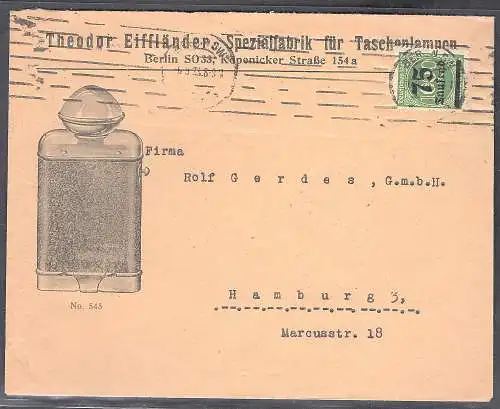 Theodor Eiffländer, Spezialfabrik für Taschenlampen
Berlin SO33, Köpenicker Straße 154a
75
Tausend
Firma
Rolf Gerdes, G.m.b.H.
Hamburg 3,
Marcusstr. 18
No. 545